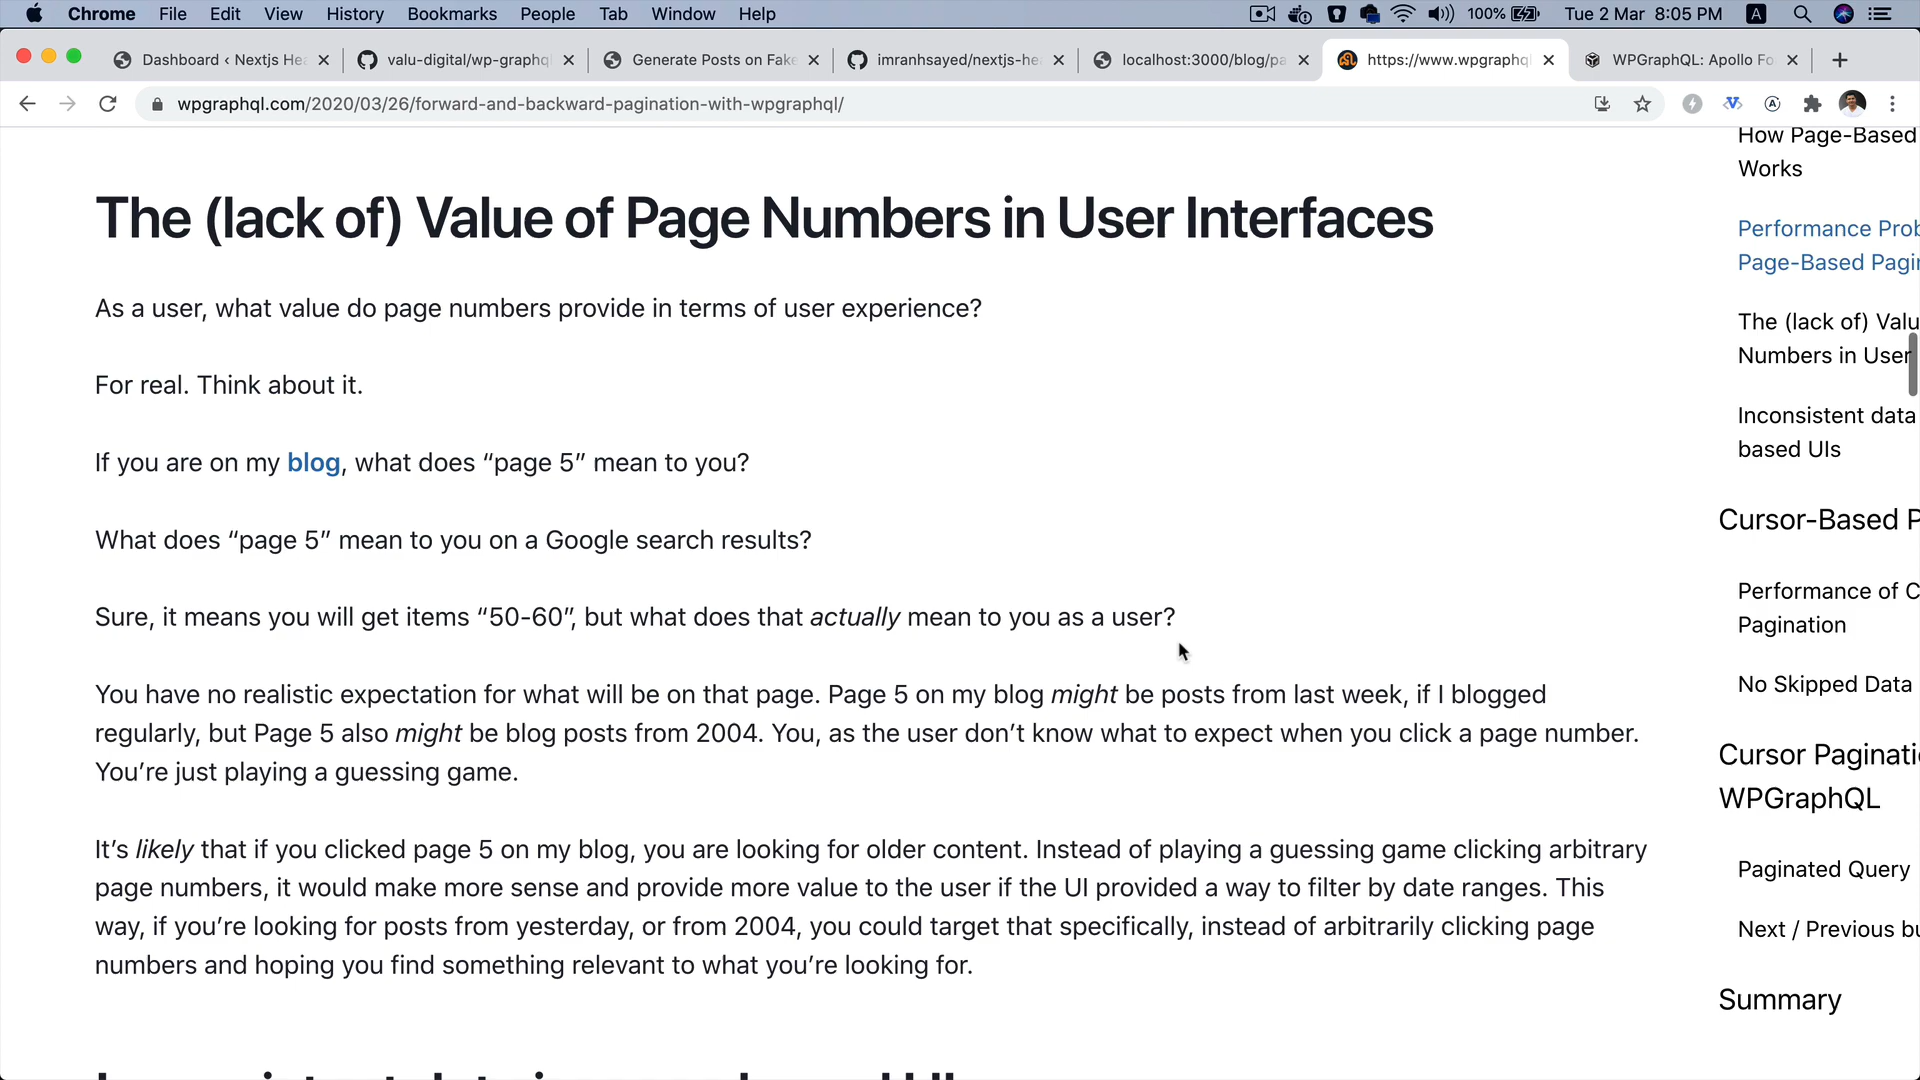 Chrome File Edit View History Bookmarks People Tab Window Help 100% Tue 2 Mar 8:05 PM A
Dashboard ‹ Nextjs He
valu-digital/wp-graphq
Generate Posts on Fake
imranhsayed/nextjs-he
localhost:3000/blog/pa
https://www.wpgraphq
WPGraphQL: Apollo Fo
wpgraphql.com/2020/03/26/forward-and-backward-pagination-with-wpgraphql/
The (lack of) Value of Page Numbers in User Interfaces
As a user, what value do page numbers provide in terms of user experience?
For real. Think about it.
If you are on my blog, what does “page 5” mean to you?
What does “page 5” mean to you on a Google search results?
Sure, it means you will get items “50-60”, but what does that actually mean to you as a user?
You have no realistic expectation for what will be on that page. Page 5 on my blog might be posts from last week, if I blogged
regularly, but Page 5 also might be blog posts from 2004. You, as the user don’t know what to expect when you click a page number.
You’re just playing a guessing game.
It’s likely that if you clicked page 5 on my blog, you are looking for older content. Instead of playing a guessing game clicking arbitrary
page numbers, it would make more sense and provide more value to the user if the UI provided a way to filter by date ranges. This
way, if you’re looking for posts from yesterday, or from 2004, you could target that specifically, instead of arbitrarily clicking page
numbers and hoping you find something relevant to what you’re looking for.
How Page-Based
Works
Performance Prob
Page-Based Pagin
The (lack of) Valu
Numbers in User
Inconsistent data
based UIs
Cursor-Based P
Performance of C
Pagination
No Skipped Data
Cursor Paginati
WPGraphQL
Paginated Query
Next / Previous bu
Summary